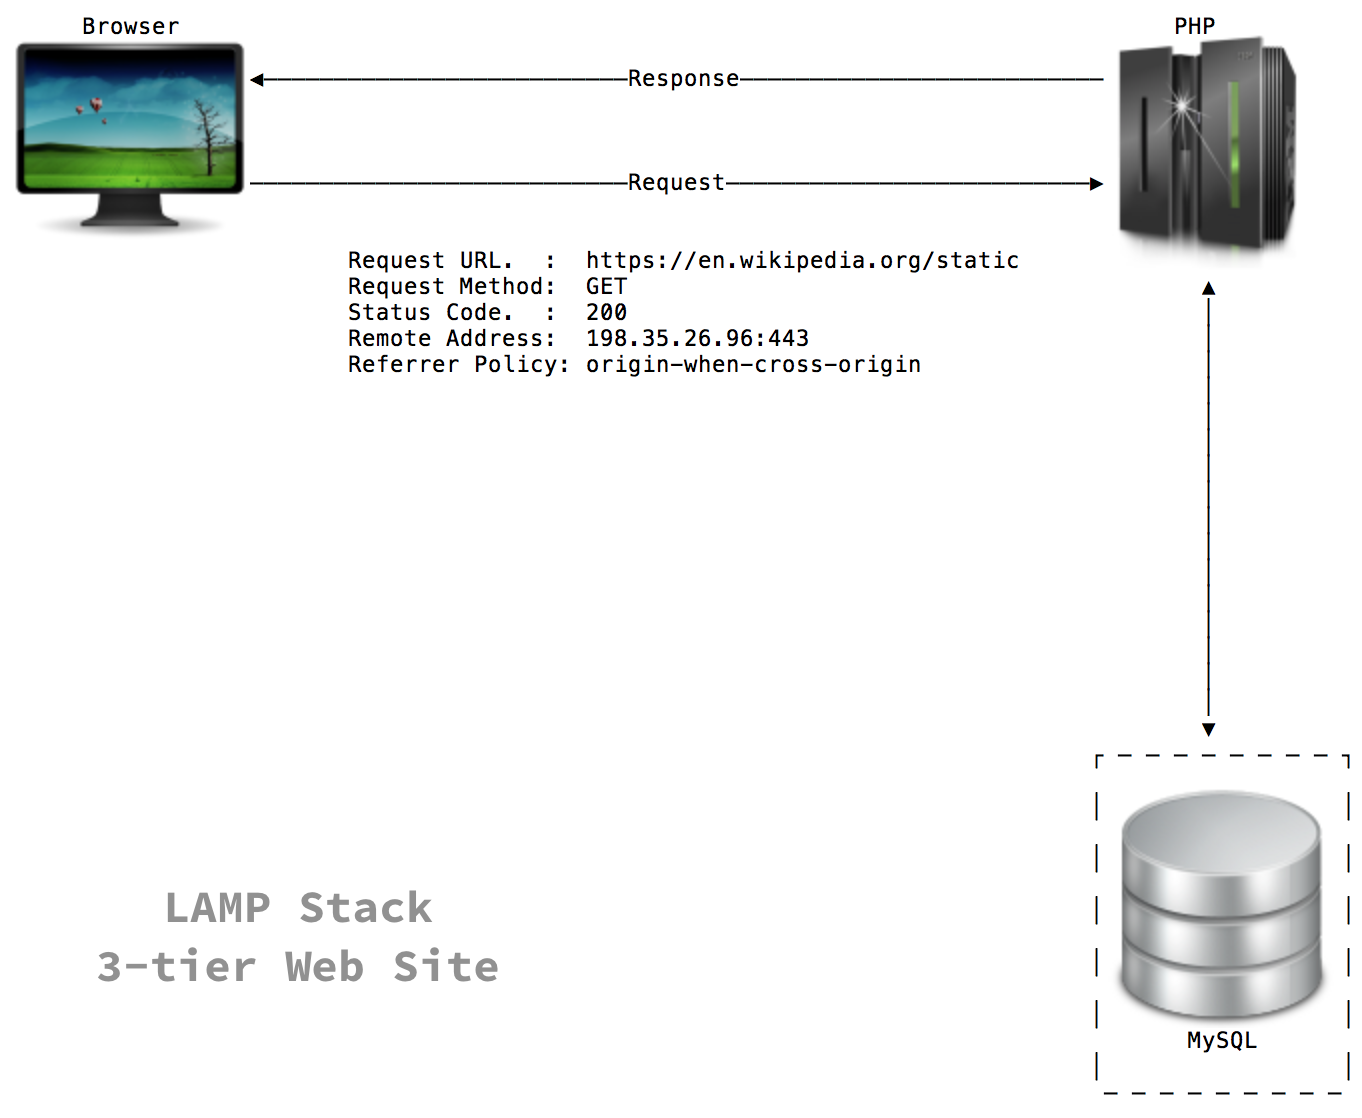 Browser
PHP
Response
Request
Request URL.  :  https://en.wikipedia.org/static
Request Method:  GET
Status Code.  :  200
Remote Address:  198.35.26.96:443
Referrer Policy: origin-when-cross-origin
LAMP Stack
3-tier Web Site
MySQL